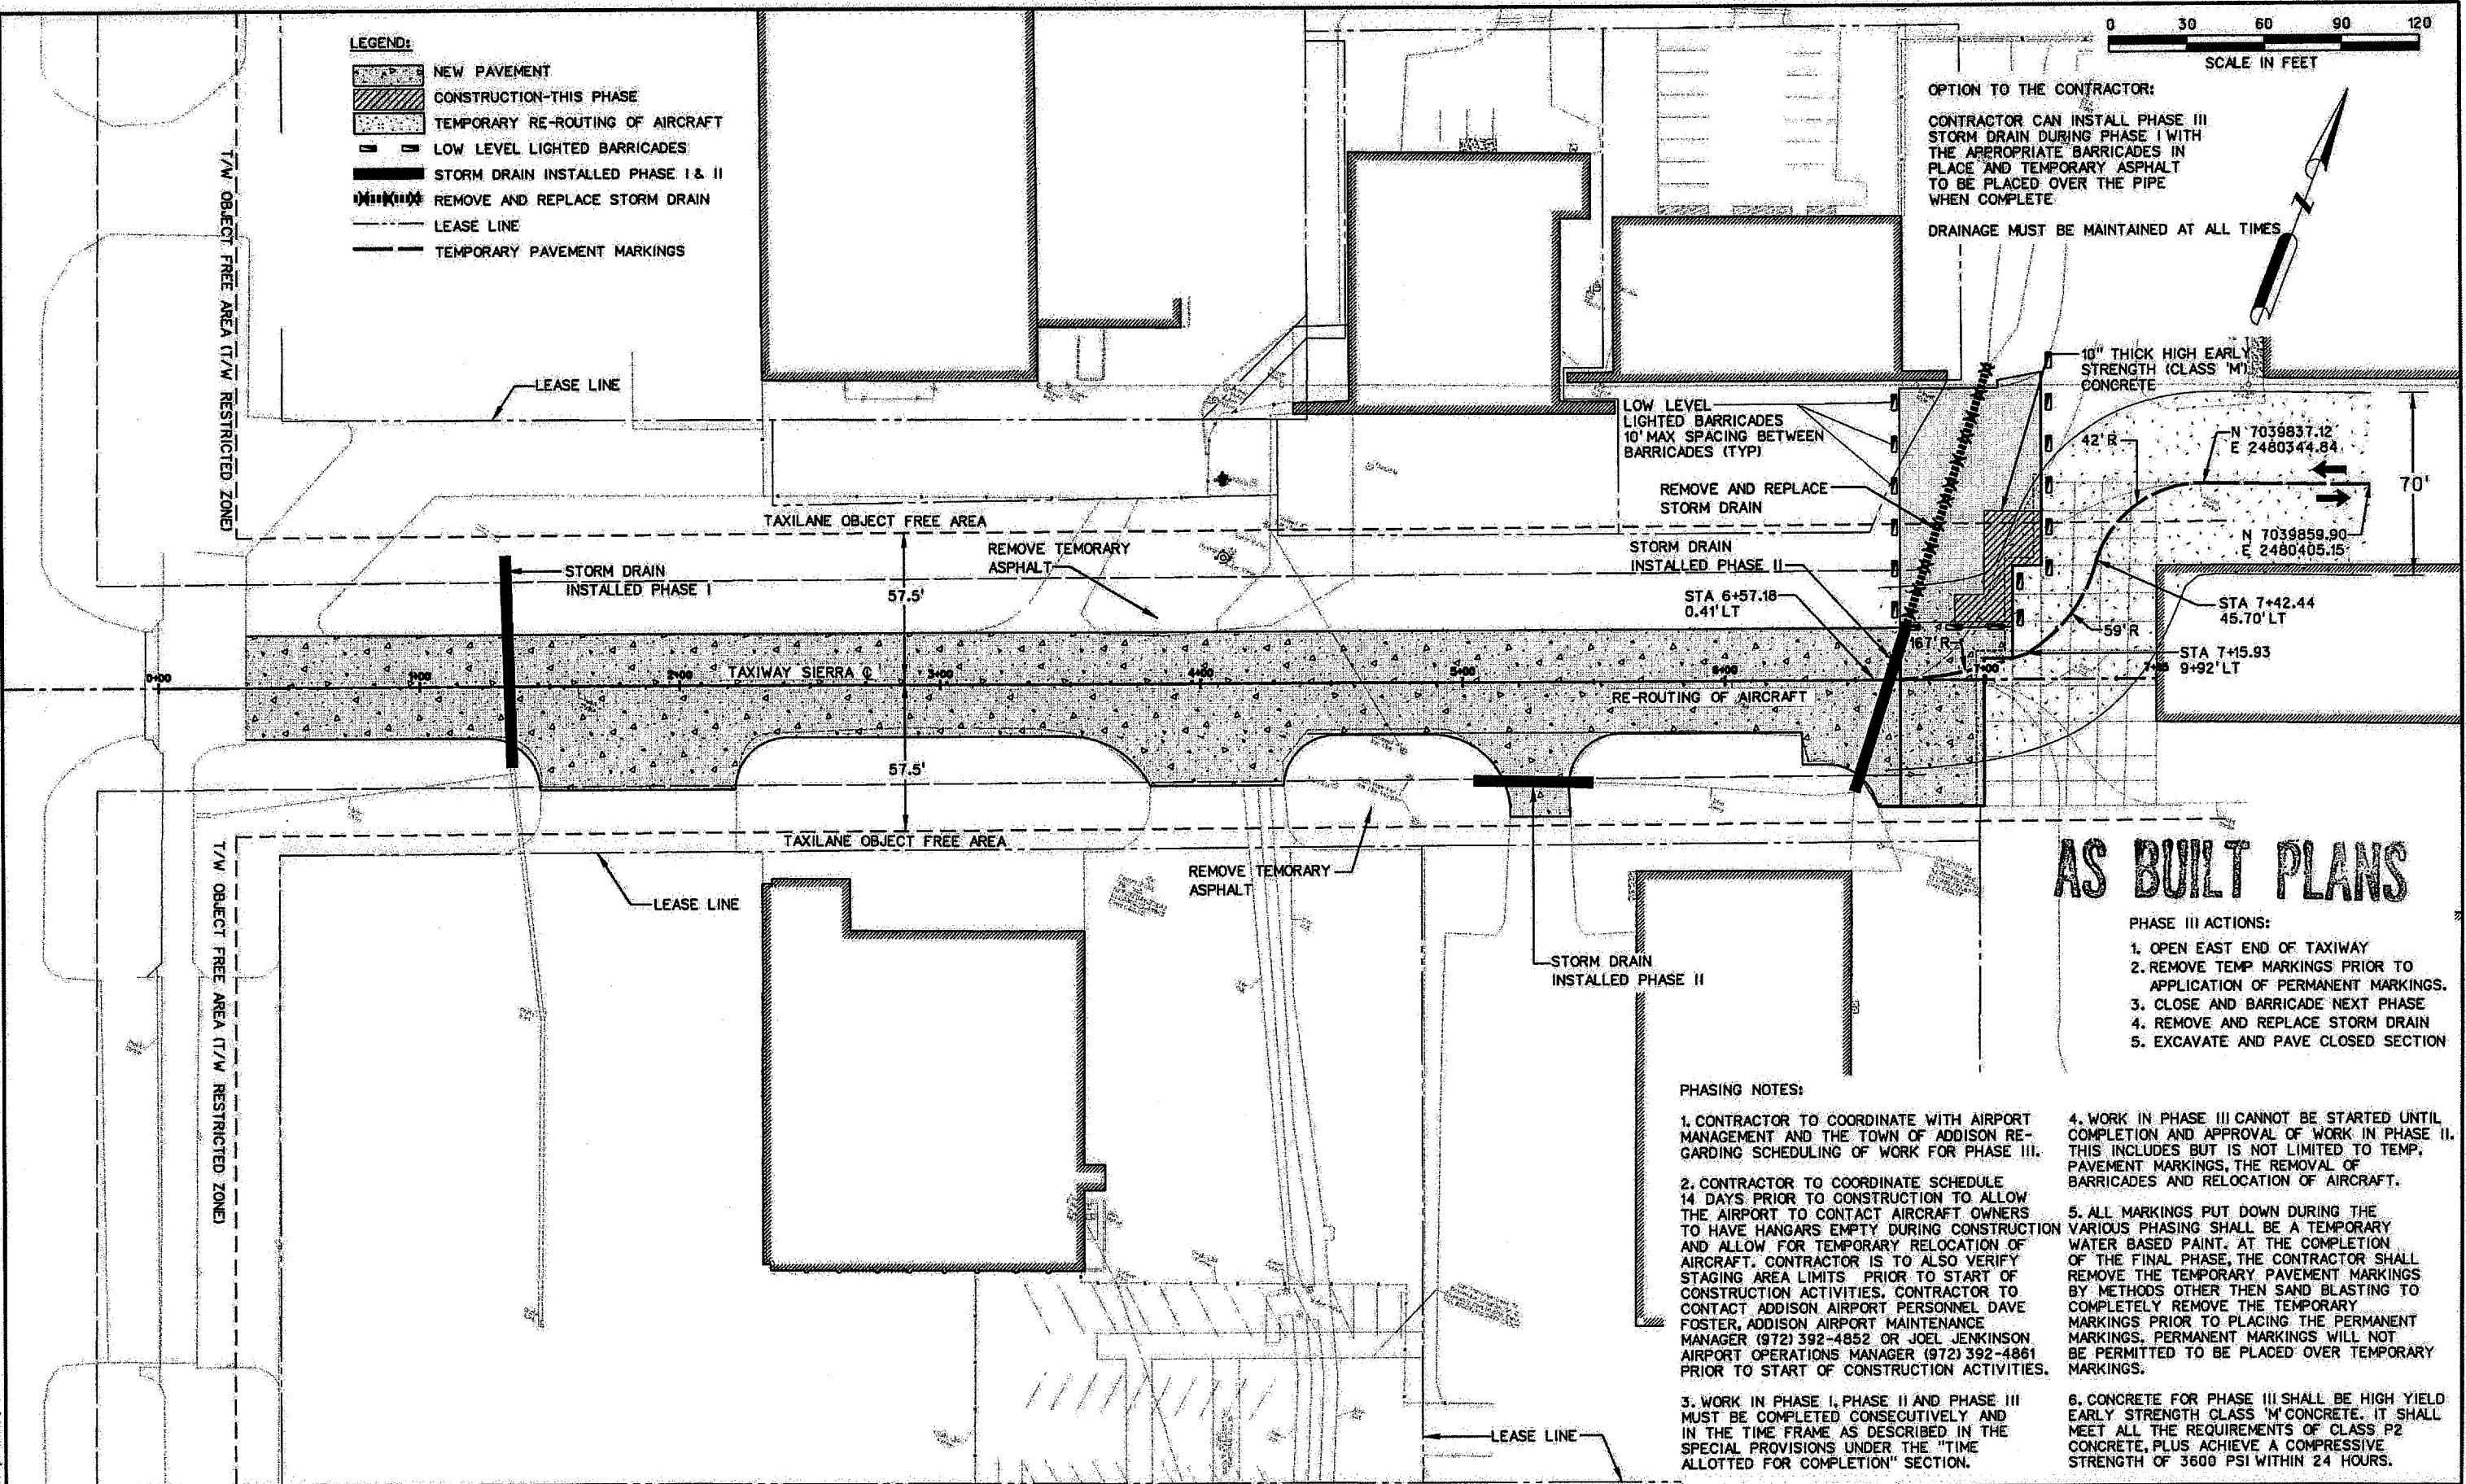 LEGEND:
NEW PAVEMENT
CONSTRUCTION-THIS PHASE
TEMPORARY RE-ROUTING OF AIRCRAFT
LOW LEVEL LIGHTED BARRICADES
STORM DRAIN INSTALLED PHASE I & II
REMOVE AND REPLACE STORM DRAIN
LEASE LINE
TEMPORARY PAVEMENT MARKINGS
0 30 60 90 120
SCALE IN FEET
OPTION TO THE CONTRACTOR:
CONTRACTOR CAN INSTALL PHASE III
STORM DRAIN DURING PHASE I WITH
THE APPROPRIATE BARRICADES IN
PLACE AND TEMPORARY ASPHALT
TO BE PLACED OVER THE PIPE
WHEN COMPLETE
DRAINAGE MUST BE MAINTAINED AT ALL TIMES
N
T/W OBJECT FREE AREA (T/W RESTRICTED ZONE)
LEASE LINE
10" THICK HIGH EARLY
STRENGTH (CLASS 'M')
CONCRETE
LOW LEVEL
LIGHTED BARRICADES
10' MAX SPACING BETWEEN
BARRICADES (TYP)
42' R
N 7039837.12
E 2480344.84
70'
REMOVE AND REPLACE
STORM DRAIN
TAXILANE OBJECT FREE AREA
N 7039859.90
E 2480405.15
REMOVE TEMORARY
ASPHALT
STORM DRAIN
INSTALLED PHASE II
STORM DRAIN
INSTALLED PHASE I
57.5'
STA 6+57.18
0.41' LT
STA 7+42.44
45.70' LT
59' R
167' R
STA 7+15.93
9+92' LT
0+00 1+00 2+00 TAXIWAY SIERRA ℄ 3+00 4+00 5+00 6+00 7+00
RE-ROUTING OF AIRCRAFT
57.5'
TAXILANE OBJECT FREE AREA
T/W OBJECT FREE AREA (T/W RESTRICTED ZONE)
REMOVE TEMORARY
ASPHALT
LEASE LINE
STORM DRAIN
INSTALLED PHASE II
AS BUILT PLANS
PHASE III ACTIONS:
1. OPEN EAST END OF TAXIWAY
2. REMOVE TEMP MARKINGS PRIOR TO
APPLICATION OF PERMANENT MARKINGS.
3. CLOSE AND BARRICADE NEXT PHASE
4. REMOVE AND REPLACE STORM DRAIN
5. EXCAVATE AND PAVE CLOSED SECTION
PHASING NOTES:
1. CONTRACTOR TO COORDINATE WITH AIRPORT
MANAGEMENT AND THE TOWN OF ADDISON RE-
GARDING SCHEDULING OF WORK FOR PHASE III.
2. CONTRACTOR TO COORDINATE SCHEDULE
14 DAYS PRIOR TO CONSTRUCTION TO ALLOW
THE AIRPORT TO CONTACT AIRCRAFT OWNERS
TO HAVE HANGARS EMPTY DURING CONSTRUCTION
AND ALLOW FOR TEMPORARY RELOCATION OF
AIRCRAFT. CONTRACTOR IS TO ALSO VERIFY
STAGING AREA LIMITS PRIOR TO START OF
CONSTRUCTION ACTIVITIES. CONTRACTOR TO
CONTACT ADDISON AIRPORT PERSONNEL DAVE
FOSTER, ADDISON AIRPORT MAINTENANCE
MANAGER (972) 392-4852 OR JOEL JENKINSON
AIRPORT OPERATIONS MANAGER (972) 392-4861
PRIOR TO START OF CONSTRUCTION ACTIVITIES.
3. WORK IN PHASE I, PHASE II AND PHASE III
MUST BE COMPLETED CONSECUTIVELY AND
IN THE TIME FRAME AS DESCRIBED IN THE
SPECIAL PROVISIONS UNDER THE "TIME
ALLOTTED FOR COMPLETION" SECTION.
4. WORK IN PHASE III CANNOT BE STARTED UNTIL
COMPLETION AND APPROVAL OF WORK IN PHASE II.
THIS INCLUDES BUT IS NOT LIMITED TO TEMP.
PAVEMENT MARKINGS, THE REMOVAL OF
BARRICADES AND RELOCATION OF AIRCRAFT.
5. ALL MARKINGS PUT DOWN DURING THE
VARIOUS PHASING SHALL BE A TEMPORARY
WATER BASED PAINT. AT THE COMPLETION
OF THE FINAL PHASE, THE CONTRACTOR SHALL
REMOVE THE TEMPORARY PAVEMENT MARKINGS
BY METHODS OTHER THEN SAND BLASTING TO
COMPLETELY REMOVE THE TEMPORARY
MARKINGS PRIOR TO PLACING THE PERMANENT
MARKINGS. PERMANENT MARKINGS WILL NOT
BE PERMITTED TO BE PLACED OVER TEMPORARY
MARKINGS.
6. CONCRETE FOR PHASE III SHALL BE HIGH YIELD
EARLY STRENGTH CLASS 'M' CONCRETE. IT SHALL
MEET ALL THE REQUIREMENTS OF CLASS P2
CONCRETE, PLUS ACHIEVE A COMPRESSIVE
STRENGTH OF 3600 PSI WITHIN 24 HOURS.
LEASE LINE